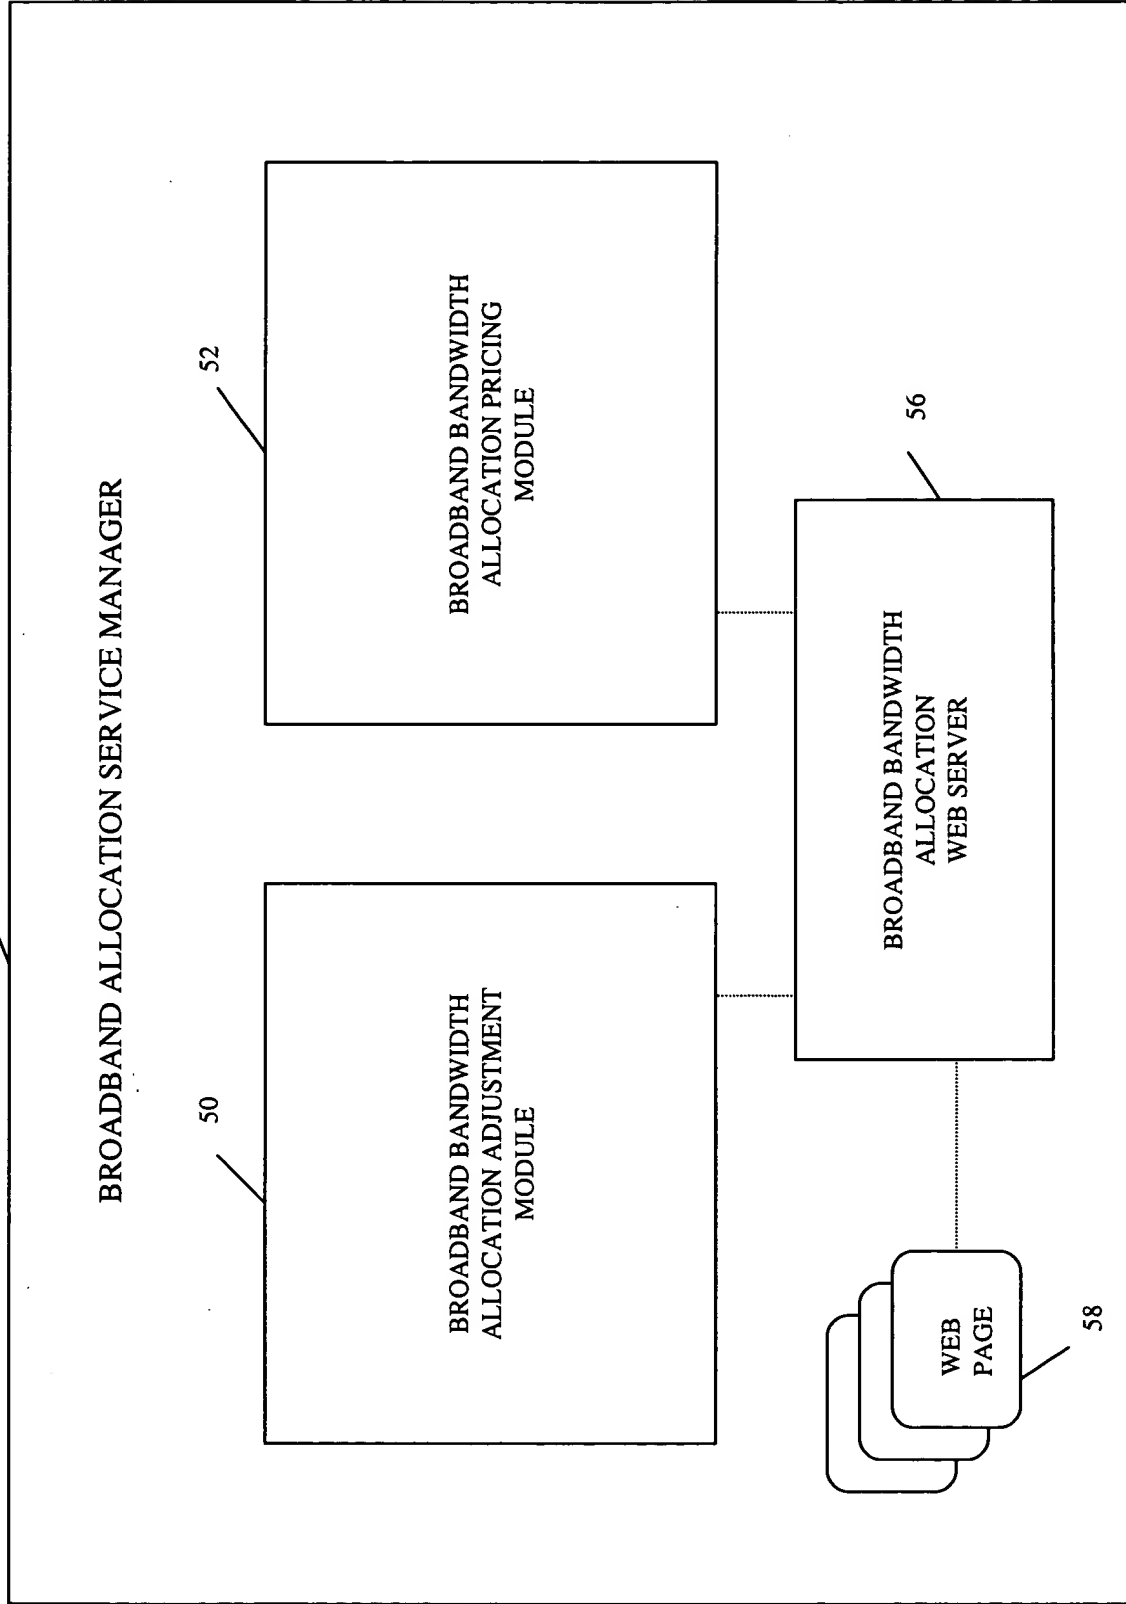 BROADBAND ALLOCATION SERVICE MANAGER
50
BROADBAND BANDWIDTH
ALLOCATION ADJUSTMENT
MODULE
52
BROADBAND BANDWIDTH
ALLOCATION PRICING
MODULE
56
BROADBAND BANDWIDTH
ALLOCATION
WEB SERVER
WEB
PAGE
58